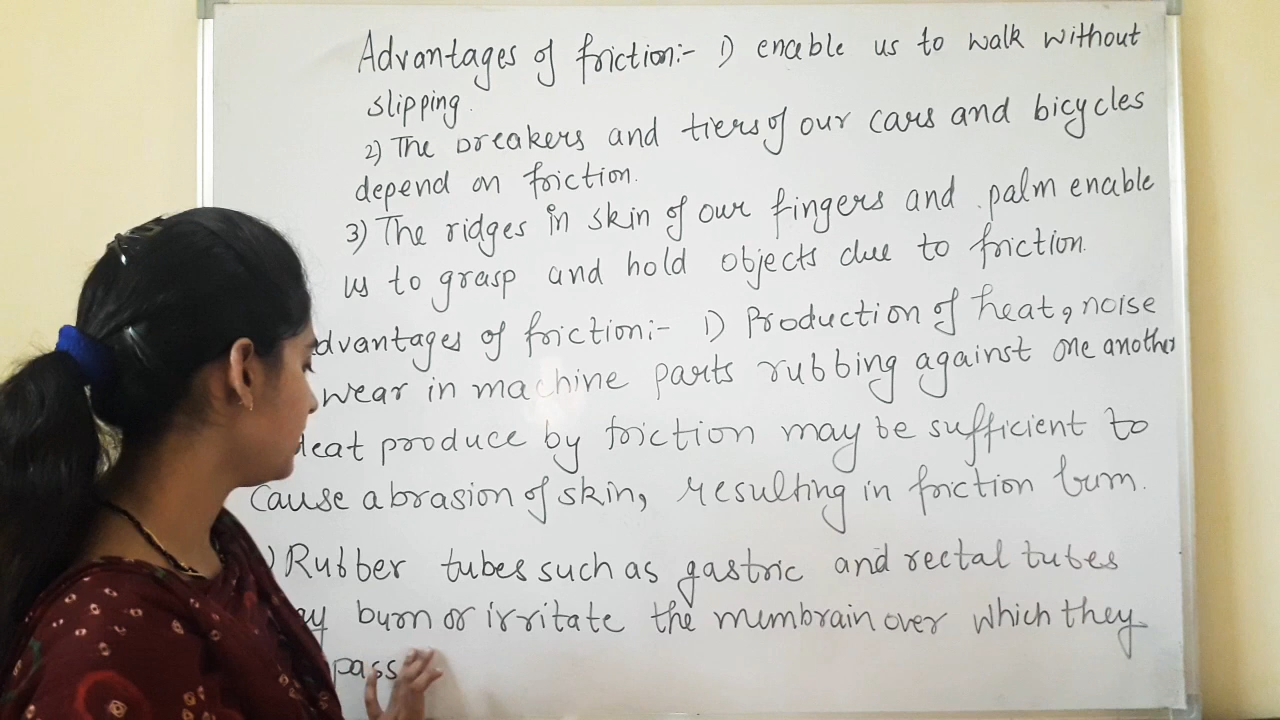 Advantages of friction:- 1) enable us to walk without
slipping.
2) The breakers and tiers of our cars and bicycles
depend on friction.
3) The ridges in skin of our fingers and palm enable
us to grasp and hold objects due to friction.
dvantages of friction:- 1) Production of heat, noise
wear in machine parts rubbing against one another
Heat produce by friction may be sufficient to
Cause abrasion of skin, resulting in friction burn.
) Rubber tubes such as gastric and rectal tubes
ay burn or irritate the mumbrain over which they
pass